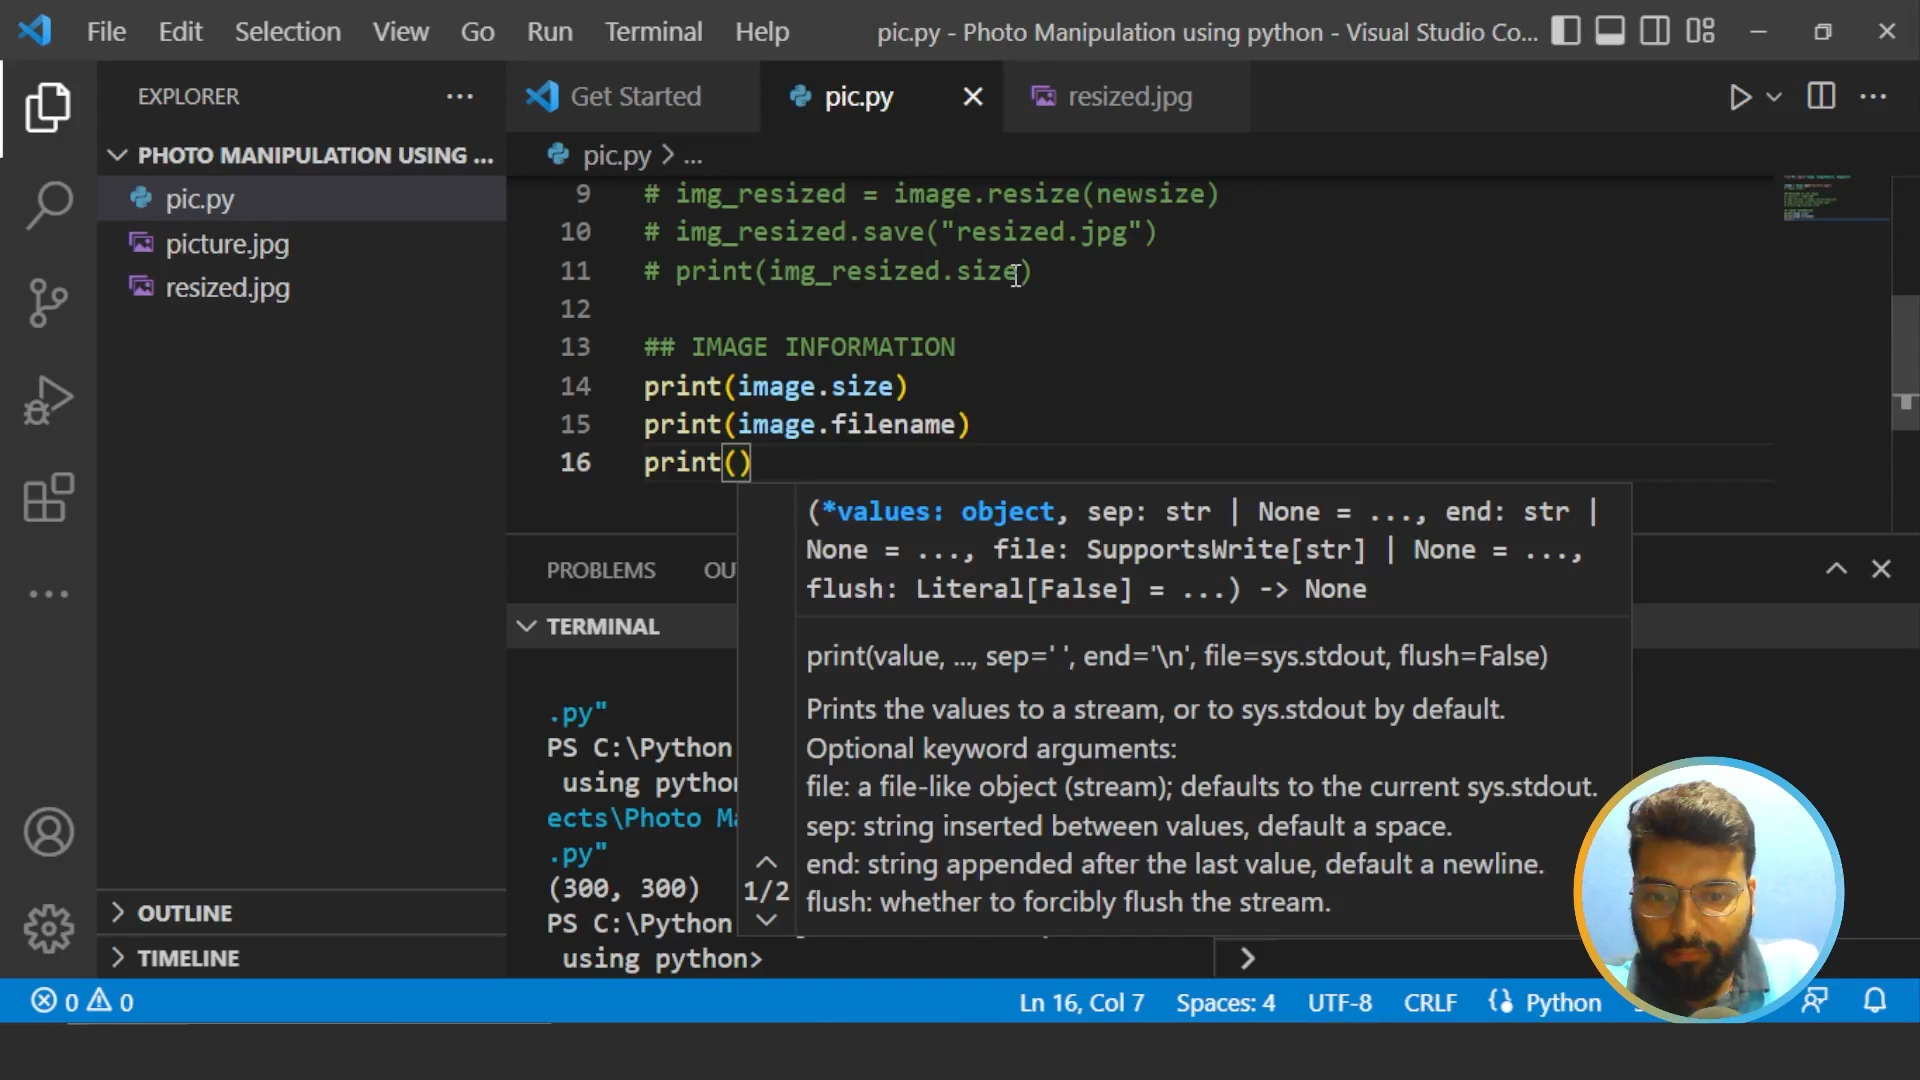 File Edit Selection View Go Run Terminal Help
pic.py - Photo Manipulation using python - Visual Studio Co...
EXPLORER
PHOTO MANIPULATION USING ...
pic.py
picture.jpg
resized.jpg
OUTLINE
TIMELINE
Get Started
pic.py
resized.jpg
pic.py > ...
9 # img_resized = image.resize(newsize)
10 # img_resized.save("resized.jpg")
11 # print(img_resized.size)
12
13 ## IMAGE INFORMATION
14 print(image.size)
15 print(image.filename)
16 print()
(*values: object, sep: str | None = ..., end: str |
None = ..., file: SupportsWrite[str] | None = ...,
flush: Literal[False] = ...) -> None
print(value, ..., sep=' ', end='\n', file=sys.stdout, flush=False)
Prints the values to a stream, or to sys.stdout by default.
Optional keyword arguments:
file: a file-like object (stream); defaults to the current sys.stdout.
sep: string inserted between values, default a space.
end: string appended after the last value, default a newline.
flush: whether to forcibly flush the stream.
1/2
PROBLEMS OU
TERMINAL
.py"
PS C:\Python
using python
ects\Photo Ma
.py"
(300, 300)
PS C:\Python
using python>
0 0
Ln 16, Col 7 Spaces: 4 UTF-8 CRLF Python